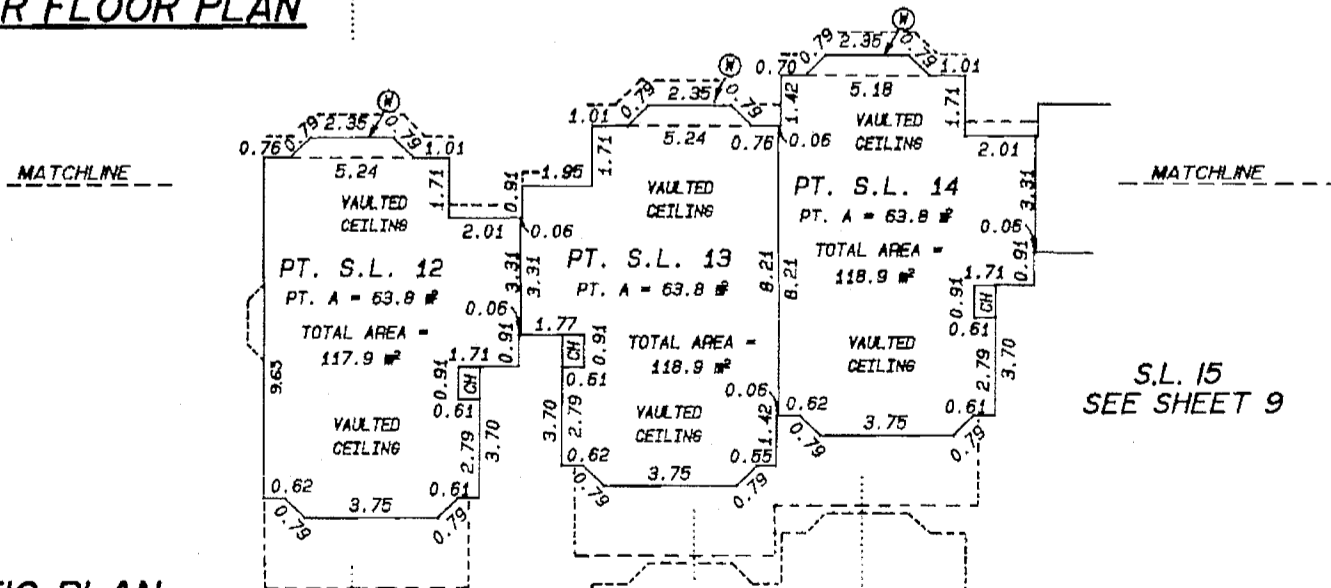 R FLOOR PLAN
MATCHLINE
MATCHLINE
W
0.76
0.79
2.35
0.79
1.01
5.24
1.71
VAULTED
CEILING
2.01
0.06
PT. S.L. 12
PT. A = 63.8 m²
TOTAL AREA =
117.9 m²
3.31
0.06
0.91
1.71
0.91
CH
0.61
9.63
VAULTED
CEILING
2.79
3.70
0.62
0.79
3.75
0.61
0.79
W
0.91
1.95
1.01
0.79
2.35
0.79
5.24
0.76
1.71
0.06
VAULTED
CEILING
PT. S.L. 13
PT. A = 63.8 m²
3.31
8.21
1.77
CH
0.91
0.61
TOTAL AREA =
118.9 m²
3.70
2.79
VAULTED
CEILING
0.06
1.42
0.62
0.79
3.75
0.55
0.79
W
0.70
0.79
2.35
0.79
1.01
1.42
5.18
1.71
VAULTED
CEILING
2.01
PT. S.L. 14
PT. A = 63.8 m²
TOTAL AREA =
118.9 m²
3.31
0.91
1.71
0.91
CH
0.61
8.21
VAULTED
CEILING
2.79
3.70
0.62
0.79
3.75
0.61
0.79
S.L. 15
SEE SHEET 9